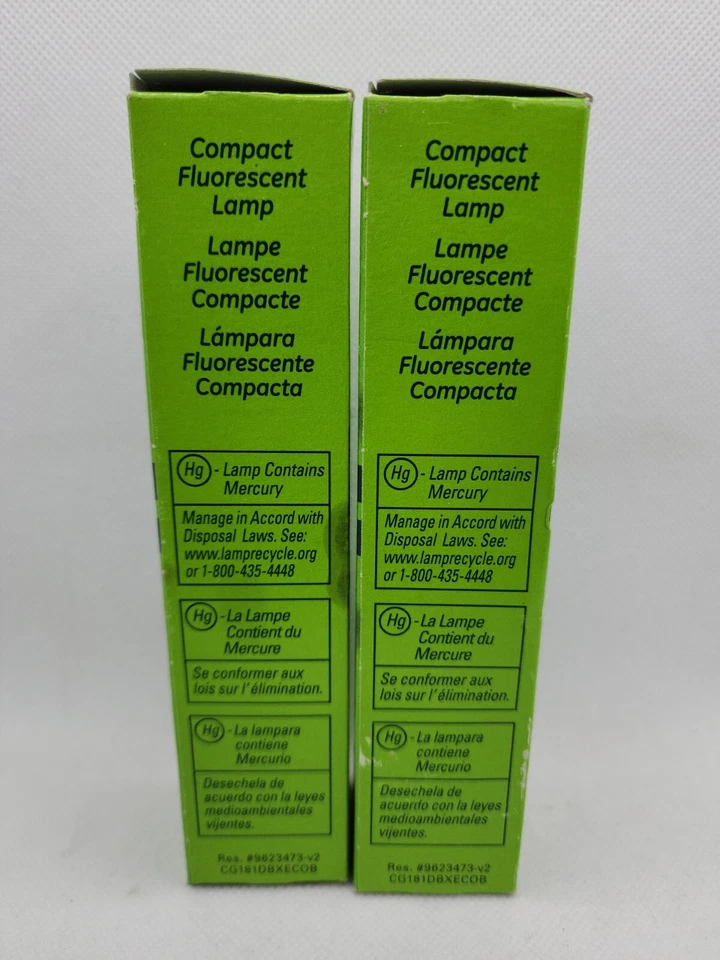 Compact
Fluorescent
Lamp
Lampe
Fluorescent
Compacte
Lámpara
Fluorescente
Compacta
Hg - Lamp Contains
Mercury
Manage in Accord with
Disposal Laws. See:
www.lamprecycle.org
or 1-800-435-4448
Hg - La Lampe
Contient du
Mercure
Se conformer aux
lois sur l'élimination.
Hg - La lampara
contiene
Mercurio
Desechela de
acuerdo con la leyes
medioambientales
vijentes.
Res. #9623473-v2
CG181DBXECOB
Compact
Fluorescent
Lamp
Lampe
Fluorescent
Compacte
Lámpara
Fluorescente
Compacta
Hg - Lamp Contains
Mercury
Manage in Accord with
Disposal Laws. See:
www.lamprecycle.org
or 1-800-435-4448
Hg - La Lampe
Contient du
Mercure
Se conformer aux
lois sur l'élimination.
Hg - La lampara
contiene
Mercurio
Desechela de
acuerdo con la leyes
medioambientales
vijentes.
Res. #9623473-v2
CG181DBXECOB